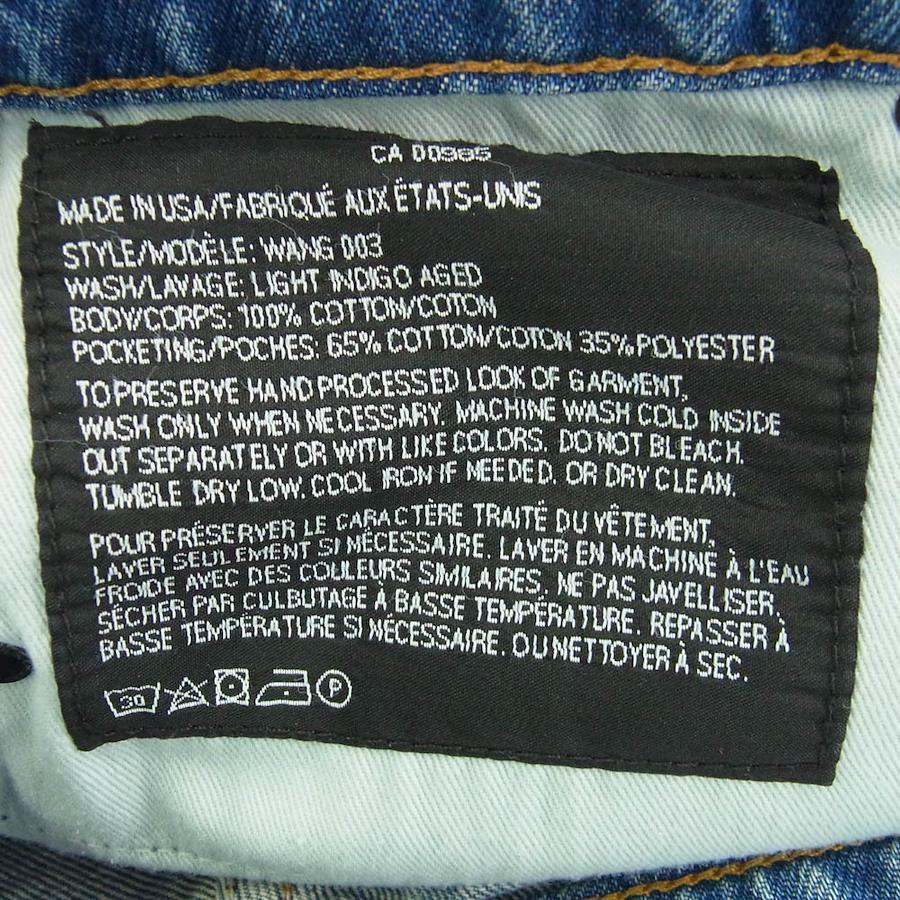 CA 00985
MADE IN USA/FABRIQUÉ AUX ÉTATS-UNIS
STYLE/MODÈLE: WANG 003
WASH/LAVAGE: LIGHT INDIGO AGED
BODY/CORPS: 100% COTTON/COTON
POCKETING/POCHES: 65% COTTON/COTON 35% POLYESTER
TO PRESERVE HAND PROCESSED LOOK OF GARMENT,
WASH ONLY WHEN NECESSARY. MACHINE WASH COLD INSIDE
OUT SEPARATELY OR WITH LIKE COLORS. DO NOT BLEACH.
TUMBLE DRY LOW. COOL IRON IF NEEDED. OR DRY CLEAN.
POUR PRÉSERVER LE CARACTÈRE TRAITÉ DU VÊTEMENT,
LAVER SEULEMENT SI NÉCESSAIRE. LAVER EN MACHINE À L'EAU
FROIDE AVEC DES COULEURS SIMILAIRES. NE PAS JAVELLISER.
SÉCHER PAR CULBUTAGE À BASSE TEMPÉRATURE. REPASSER À
BASSE TEMPÉRATURE SI NÉCESSAIRE. OU NETTOYER À SEC.
30 P